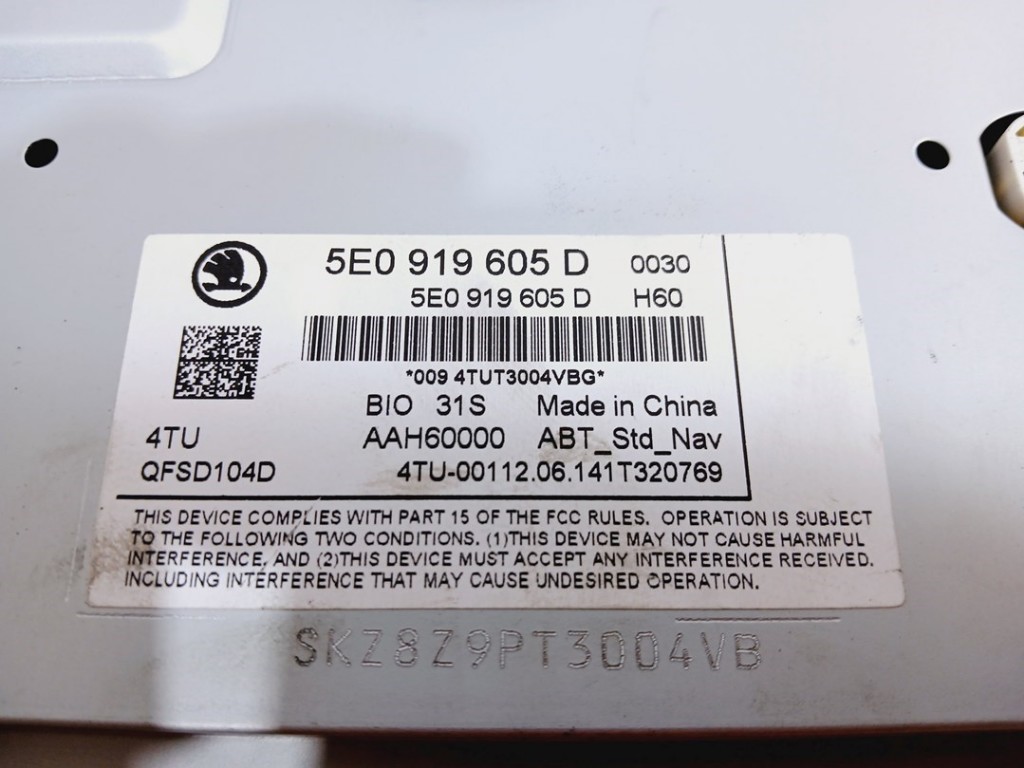 5E0 919 605 D 0030
5E0 919 605 D H60
*009 4TUT3004VBG*
BIO 31S Made in China
4TU AAH60000 ABT_Std_Nav
QFSD104D 4TU-00112.06.141T320769
THIS DEVICE COMPLIES WITH PART 15 OF THE FCC RULES. OPERATION IS SUBJECT
TO THE FOLLOWING TWO CONDITIONS. (1)THIS DEVICE MAY NOT CAUSE HARMFUL
INTERFERENCE, AND (2)THIS DEVICE MUST ACCEPT ANY INTERFERENCE RECEIVED.
INCLUDING INTERFERENCE THAT MAY CAUSE UNDESIRED OPERATION.
SKZ8Z9PT3004VB